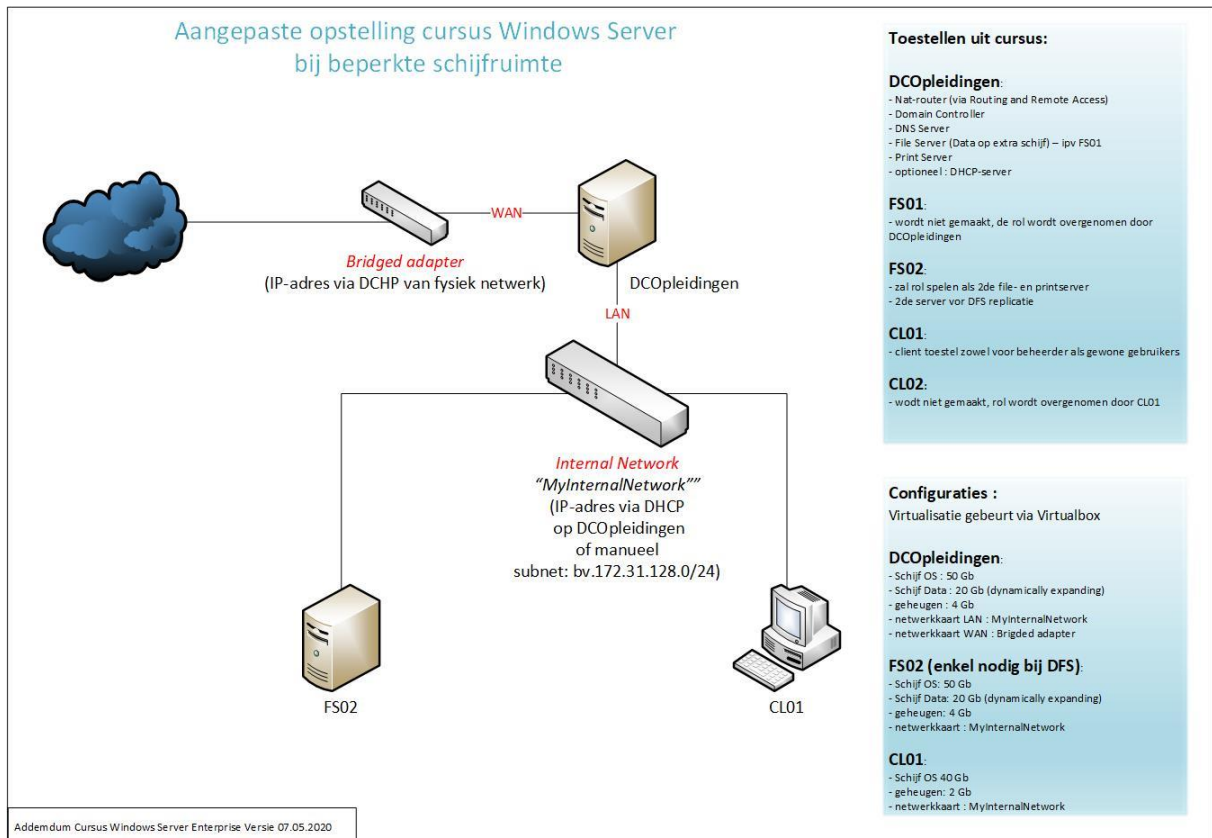 Aangepaste opstelling cursus Windows Server
bij beperkte schijfruimte
WAN
Bridged adapter
(IP-adres via DCHP van fysiek netwerk)
DCOpleidingen
LAN
Internal Network
“MyInternalNetwork””
(IP-adres via DHCP
op DCOpleidingen
of manueel
subnet: bv.172.31.128.0/24)
FS02
CL01
Toestellen uit cursus:
DCOpleidingen:
- Nat-router (via Routing and Remote Access)
- Domain Controller
- DNS Server
- File Server (Data op extra schijf) – ipv FS01
- Print Server
- optioneel : DHCP-server
FS01:
- wordt niet gemaakt, de rol wordt overgenomen door
DCOpleidingen
FS02:
- zal rol spelen als 2de file- en printserver
- 2de server vor DFS replicatie
CL01:
- client toestel zowel voor beheerder als gewone gebruikers
CL02:
- wodt niet gemaakt, rol wordt overgenomen door CL01
Configuraties :
Virtualisatie gebeurt via Virtualbox
DCOpleidingen:
- Schijf OS : 50 Gb
- Schijf Data : 20 Gb (dynamically expanding)
- geheugen : 4 Gb
- netwerkkaart LAN : MyInternalNetwork
- netwerkkaart WAN : Brigded adapter
FS02 (enkel nodig bij DFS):
- Schijf OS: 50 Gb
- Schijf Data: 20 Gb (dynamically expanding)
- geheugen: 4 Gb
- netwerkkaart : MyInternalNetwork
CL01:
- Schijf OS 40 Gb
- geheugen: 2 Gb
- netwerkkaart : MyInternalNetwork
Addemdum Cursus Windows Server Enterprise Versie 07.05.2020